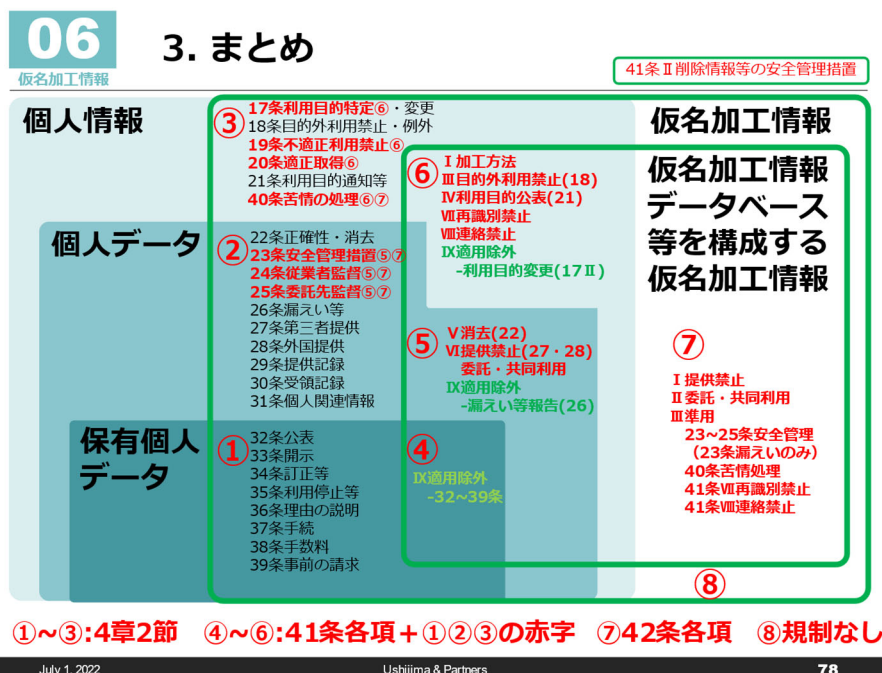 06
仮名加工情報
3. まとめ
41条Ⅱ削除情報等の安全管理措置
個人情報
③
17条利用目的特定⑥・変更
18条目的外利用禁止・例外
19条不適正利用禁止⑥
20条適正取得⑥
21条利用目的通知等
40条苦情の処理⑥⑦
仮名加工情報
⑥
Ⅰ加工方法
Ⅲ目的外利用禁止(18)
Ⅳ利用目的公表(21)
Ⅶ再識別禁止
Ⅷ連絡禁止
Ⅸ適用除外
-利用目的変更(17Ⅱ)
仮名加工情報
データベース
等を構成する
仮名加工情報
個人データ
②
22条正確性・消去
23条安全管理措置⑤⑦
24条従業者監督⑤⑦
25条委託先監督⑤⑦
26条漏えい等
27条第三者提供
28条外国提供
29条提供記録
30条受領記録
31条個人関連情報
⑤
Ⅴ消去(22)
Ⅵ提供禁止(27・28)
委託・共同利用
Ⅸ適用除外
-漏えい等報告(26)
⑦
Ⅰ提供禁止
Ⅱ委託・共同利用
Ⅲ準用
23~25条安全管理
(23条漏えいのみ)
40条苦情処理
41条Ⅶ再識別禁止
41条Ⅷ連絡禁止
保有個人
データ
①
32条公表
33条開示
34条訂正等
35条利用停止等
36条理由の説明
37条手続
38条手数料
39条事前の請求
④
Ⅸ適用除外
-32~39条
⑧
①~③:4章2節 ④~⑥:41条各項＋①②③の赤字 ⑦42条各項 ⑧規制なし
July 1, 2022
Ushijima & Partners
78